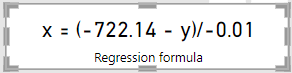 x = (-722.14 - y)/-0.01
Regression formula